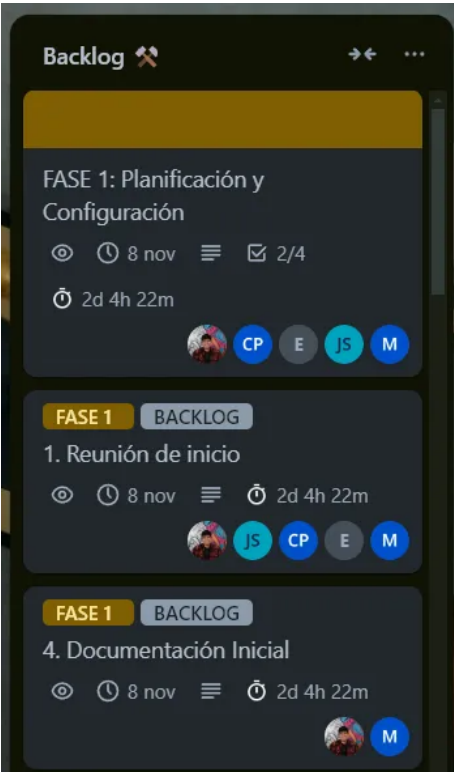 Backlog
FASE 1: Planificación y
Configuración
8 nov 2/4
2d 4h 22m
CP E JS M
FASE 1 BACKLOG
1. Reunión de inicio
8 nov 2d 4h 22m
JS CP E M
FASE 1 BACKLOG
4. Documentación Inicial
8 nov 2d 4h 22m
M